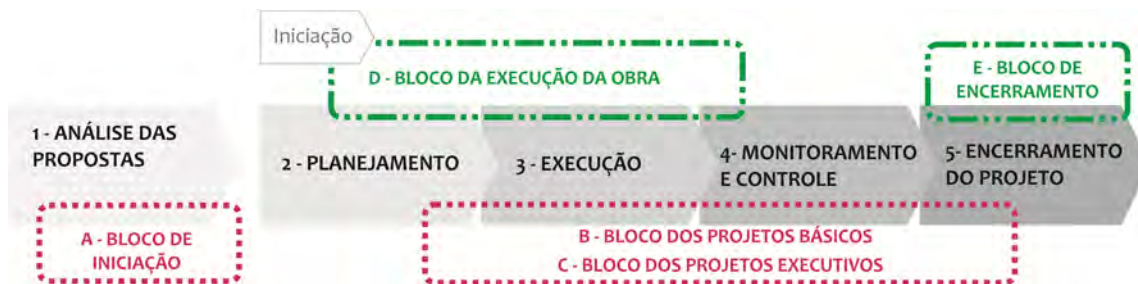 Iniciação
D - BLOCO DA EXECUÇÃO DA OBRA
E - BLOCO DE
ENCERRAMENTO
1 - ANÁLISE DAS
PROPOSTAS
2 - PLANEJAMENTO
3 - EXECUÇÃO
4- MONITORAMENTO
E CONTROLE
5- ENCERRAMENTO
DO PROJETO
A - BLOCO DE
INICIAÇÃO
B - BLOCO DOS PROJETOS BÁSICOS
C - BLOCO DOS PROJETOS EXECUTIVOS